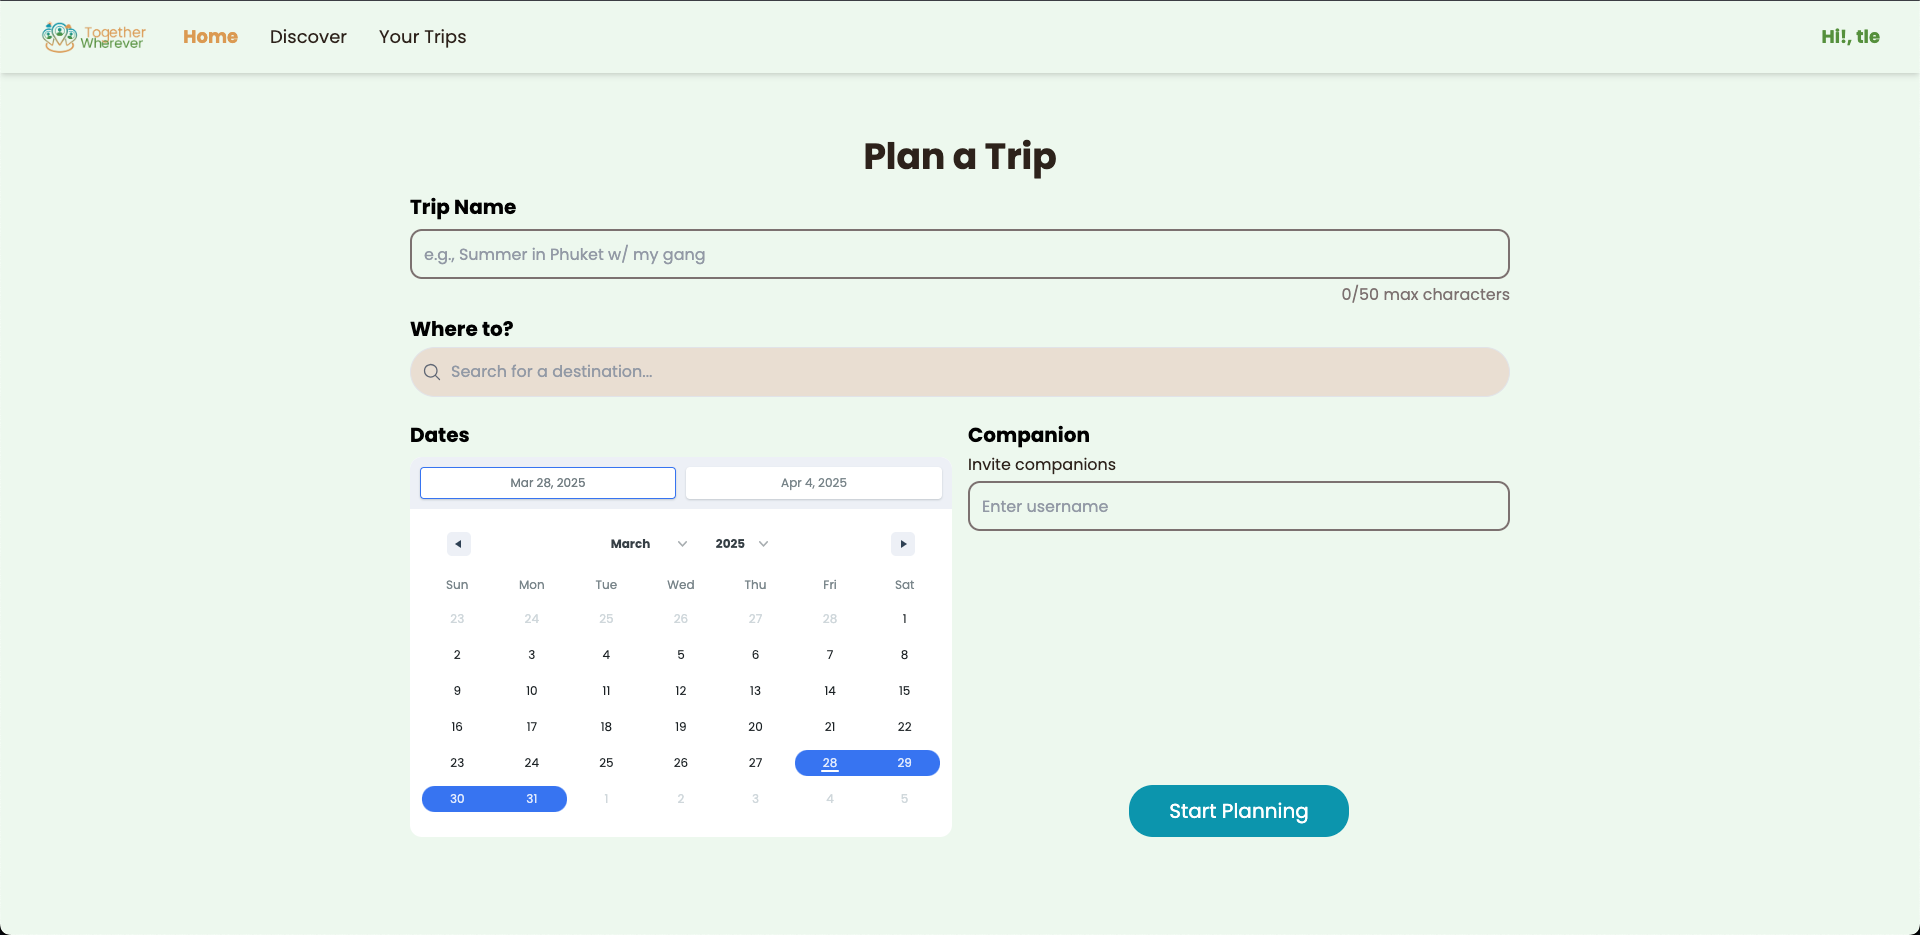 Together
Wherever
Home Discover Your Trips
Hi!, tle
Plan a Trip
Trip Name
e.g., Summer in Phuket w/ my gang
0/50 max characters
Where to?
Search for a destination...
Dates
Mar 28, 2025 Apr 4, 2025
March 2025
Sun Mon Tue Wed Thu Fri Sat
23 24 25 26 27 28 1
2 3 4 5 6 7 8
9 10 11 12 13 14 15
16 17 18 19 20 21 22
23 24 25 26 27 28 29
30 31 1 2 3 4 5
Companion
Invite companions
Enter username
Start Planning